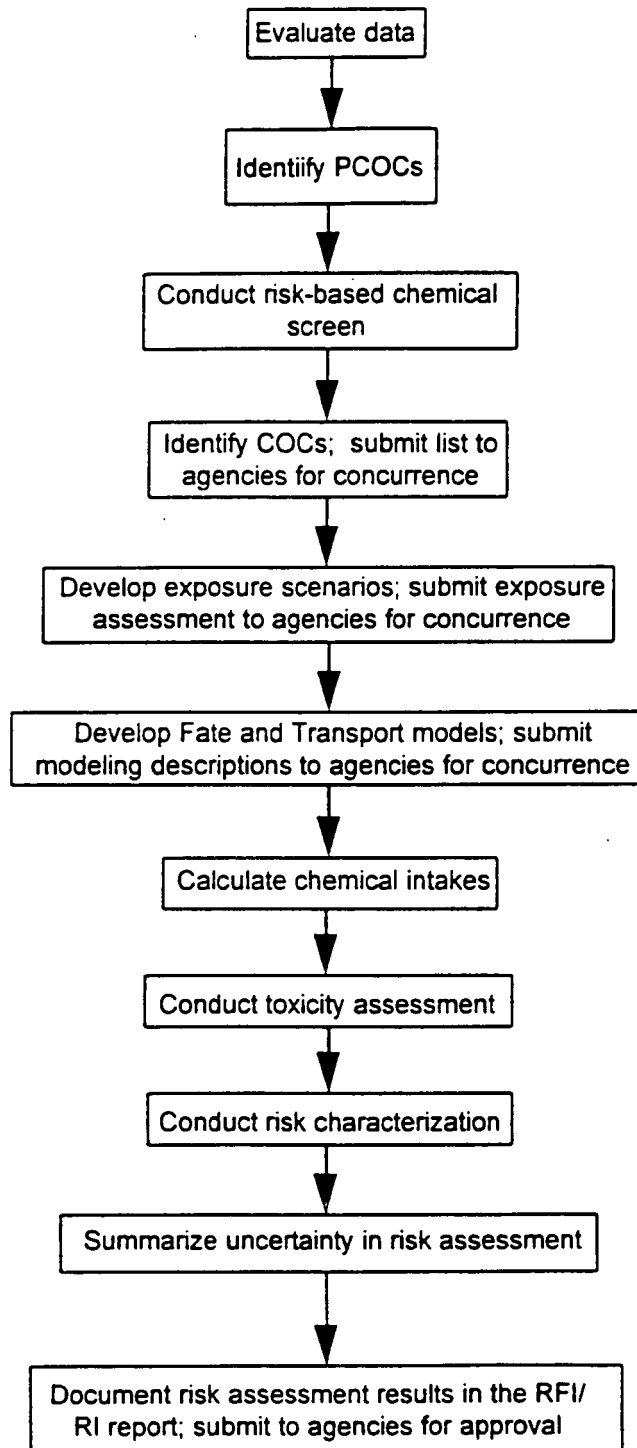 Evaluate data
Identiify PCOCs
Conduct risk-based chemical
screen
Identify COCs; submit list to
agencies for concurrence
Develop exposure scenarios; submit exposure
assessment to agencies for concurrence
Develop Fate and Transport models; submit
modeling descriptions to agencies for concurrence
Calculate chemical intakes
Conduct toxicity assessment
Conduct risk characterization
Summarize uncertainty in risk assessment
Document risk assessment results in the RFI/
RI report; submit to agencies for approval